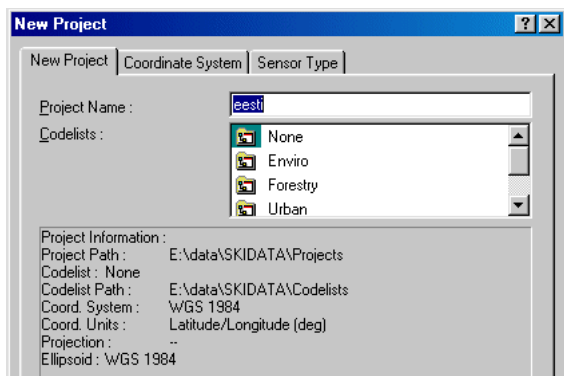 New Project
New Project Coordinate System Sensor Type
Project Name : eesti
Codelists : None
Enviro
Forestry
Urban
Project Information :
Project Path : E:\data\SKIDATA\Projects
Codelist : None
Codelist Path : E:\data\SKIDATA\Codelists
Coord. System : WGS 1984
Coord. Units : Latitude/Longitude (deg)
Projection : --
Ellipsoid : WGS 1984